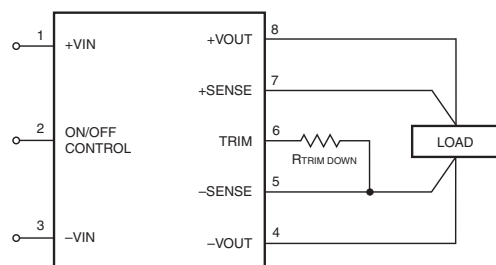 1
+VIN
2
ON/OFF
CONTROL
3
–VIN
+VOUT
8
+SENSE
7
TRIM
6
RTRIM DOWN
–SENSE
5
–VOUT
4
LOAD